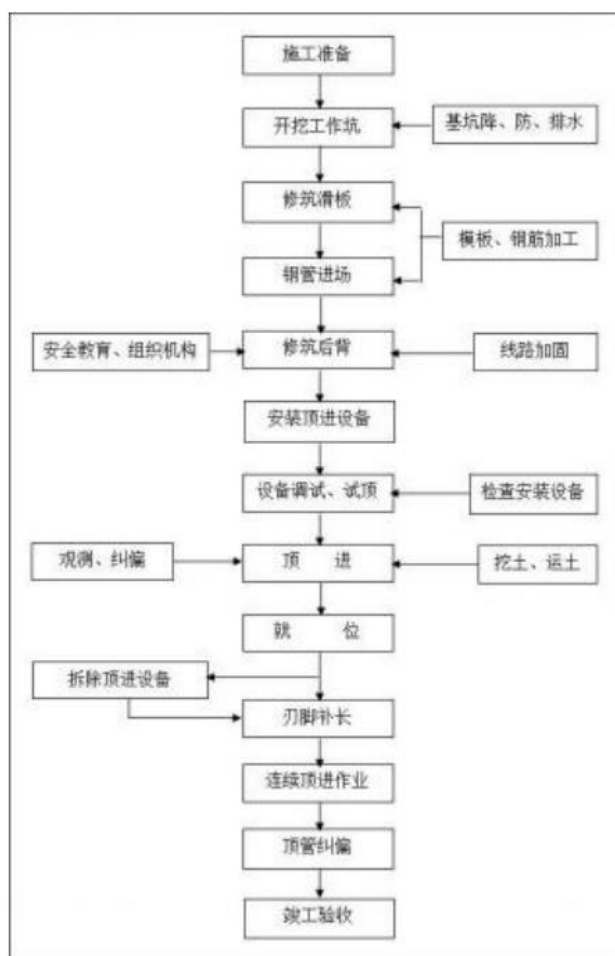 施工准备
开挖工作坑
基坑降、防、排水
修筑滑板
模板、钢筋加工
钢管进场
安全教育、组织机构
修筑后背
线路加固
安装顶进设备
设备调试、试顶
检查安装设备
观测、纠偏
顶 进
挖土、运土
就 位
拆除顶进设备
刃脚补长
连续顶进作业
顶管纠偏
竣工验收